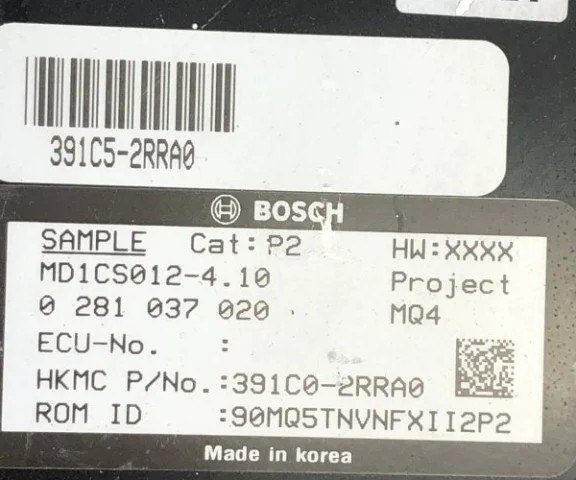 391C5-2RRA0
BOSCH
SAMPLE Cat:P2 HW:XXXX
MD1CS012-4.10 Project
0 281 037 020 MQ4
ECU-No. :
HKMC P/No.:391C0-2RRA0
ROM ID :90MQ5TNVNFXII2P2
Made in korea